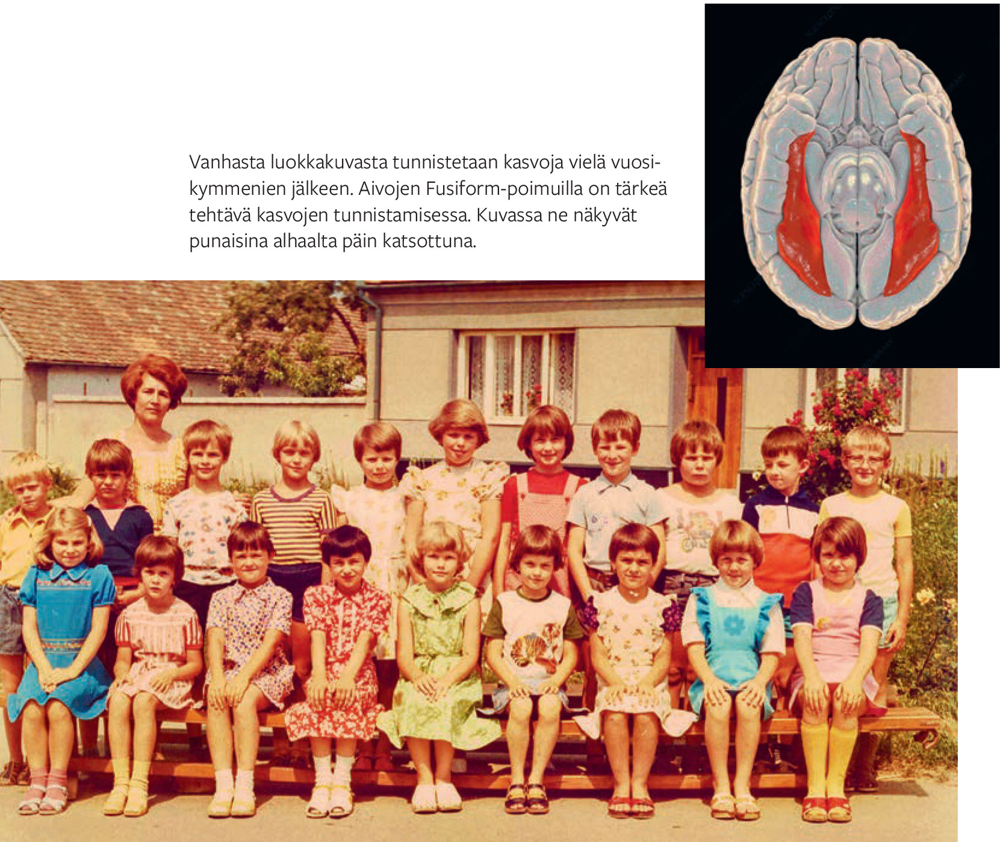 Vanhasta luokkakuvasta tunnistetaan kasvoja vielä vuosi-
kymmenien jälkeen. Aivojen Fusiform-poimuilla on tärkeä
tehtävä kasvojen tunnistamisessa. Kuvassa ne näkyvät
punaisina alhaalta päin katsottuna.